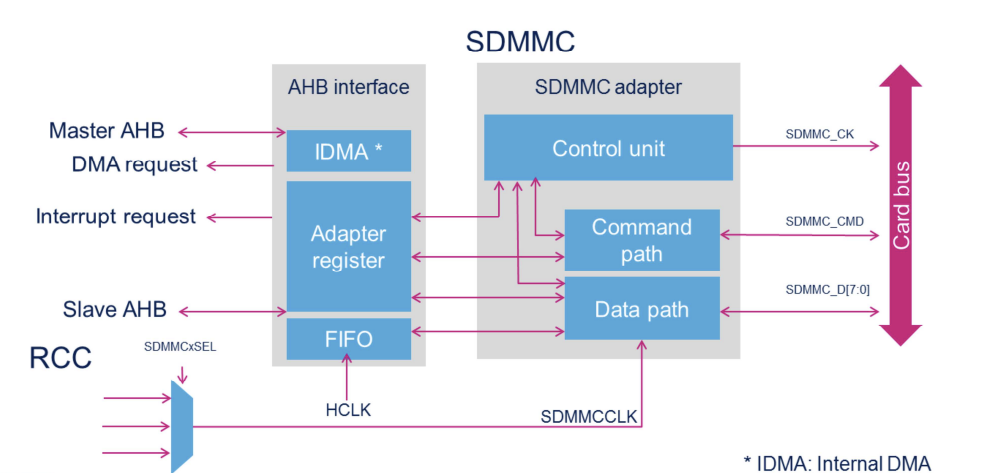 SDMMC
AHB interface
SDMMC adapter
Master AHB
IDMA *
Control unit
SDMMC_CK
DMA request
Interrupt request
Adapter
register
Command
path
SDMMC_CMD
Card bus
Slave AHB
FIFO
Data path
SDMMC_D[7:0]
RCC
SDMMCxSEL
HCLK
SDMMCCLK
* IDMA: Internal DMA